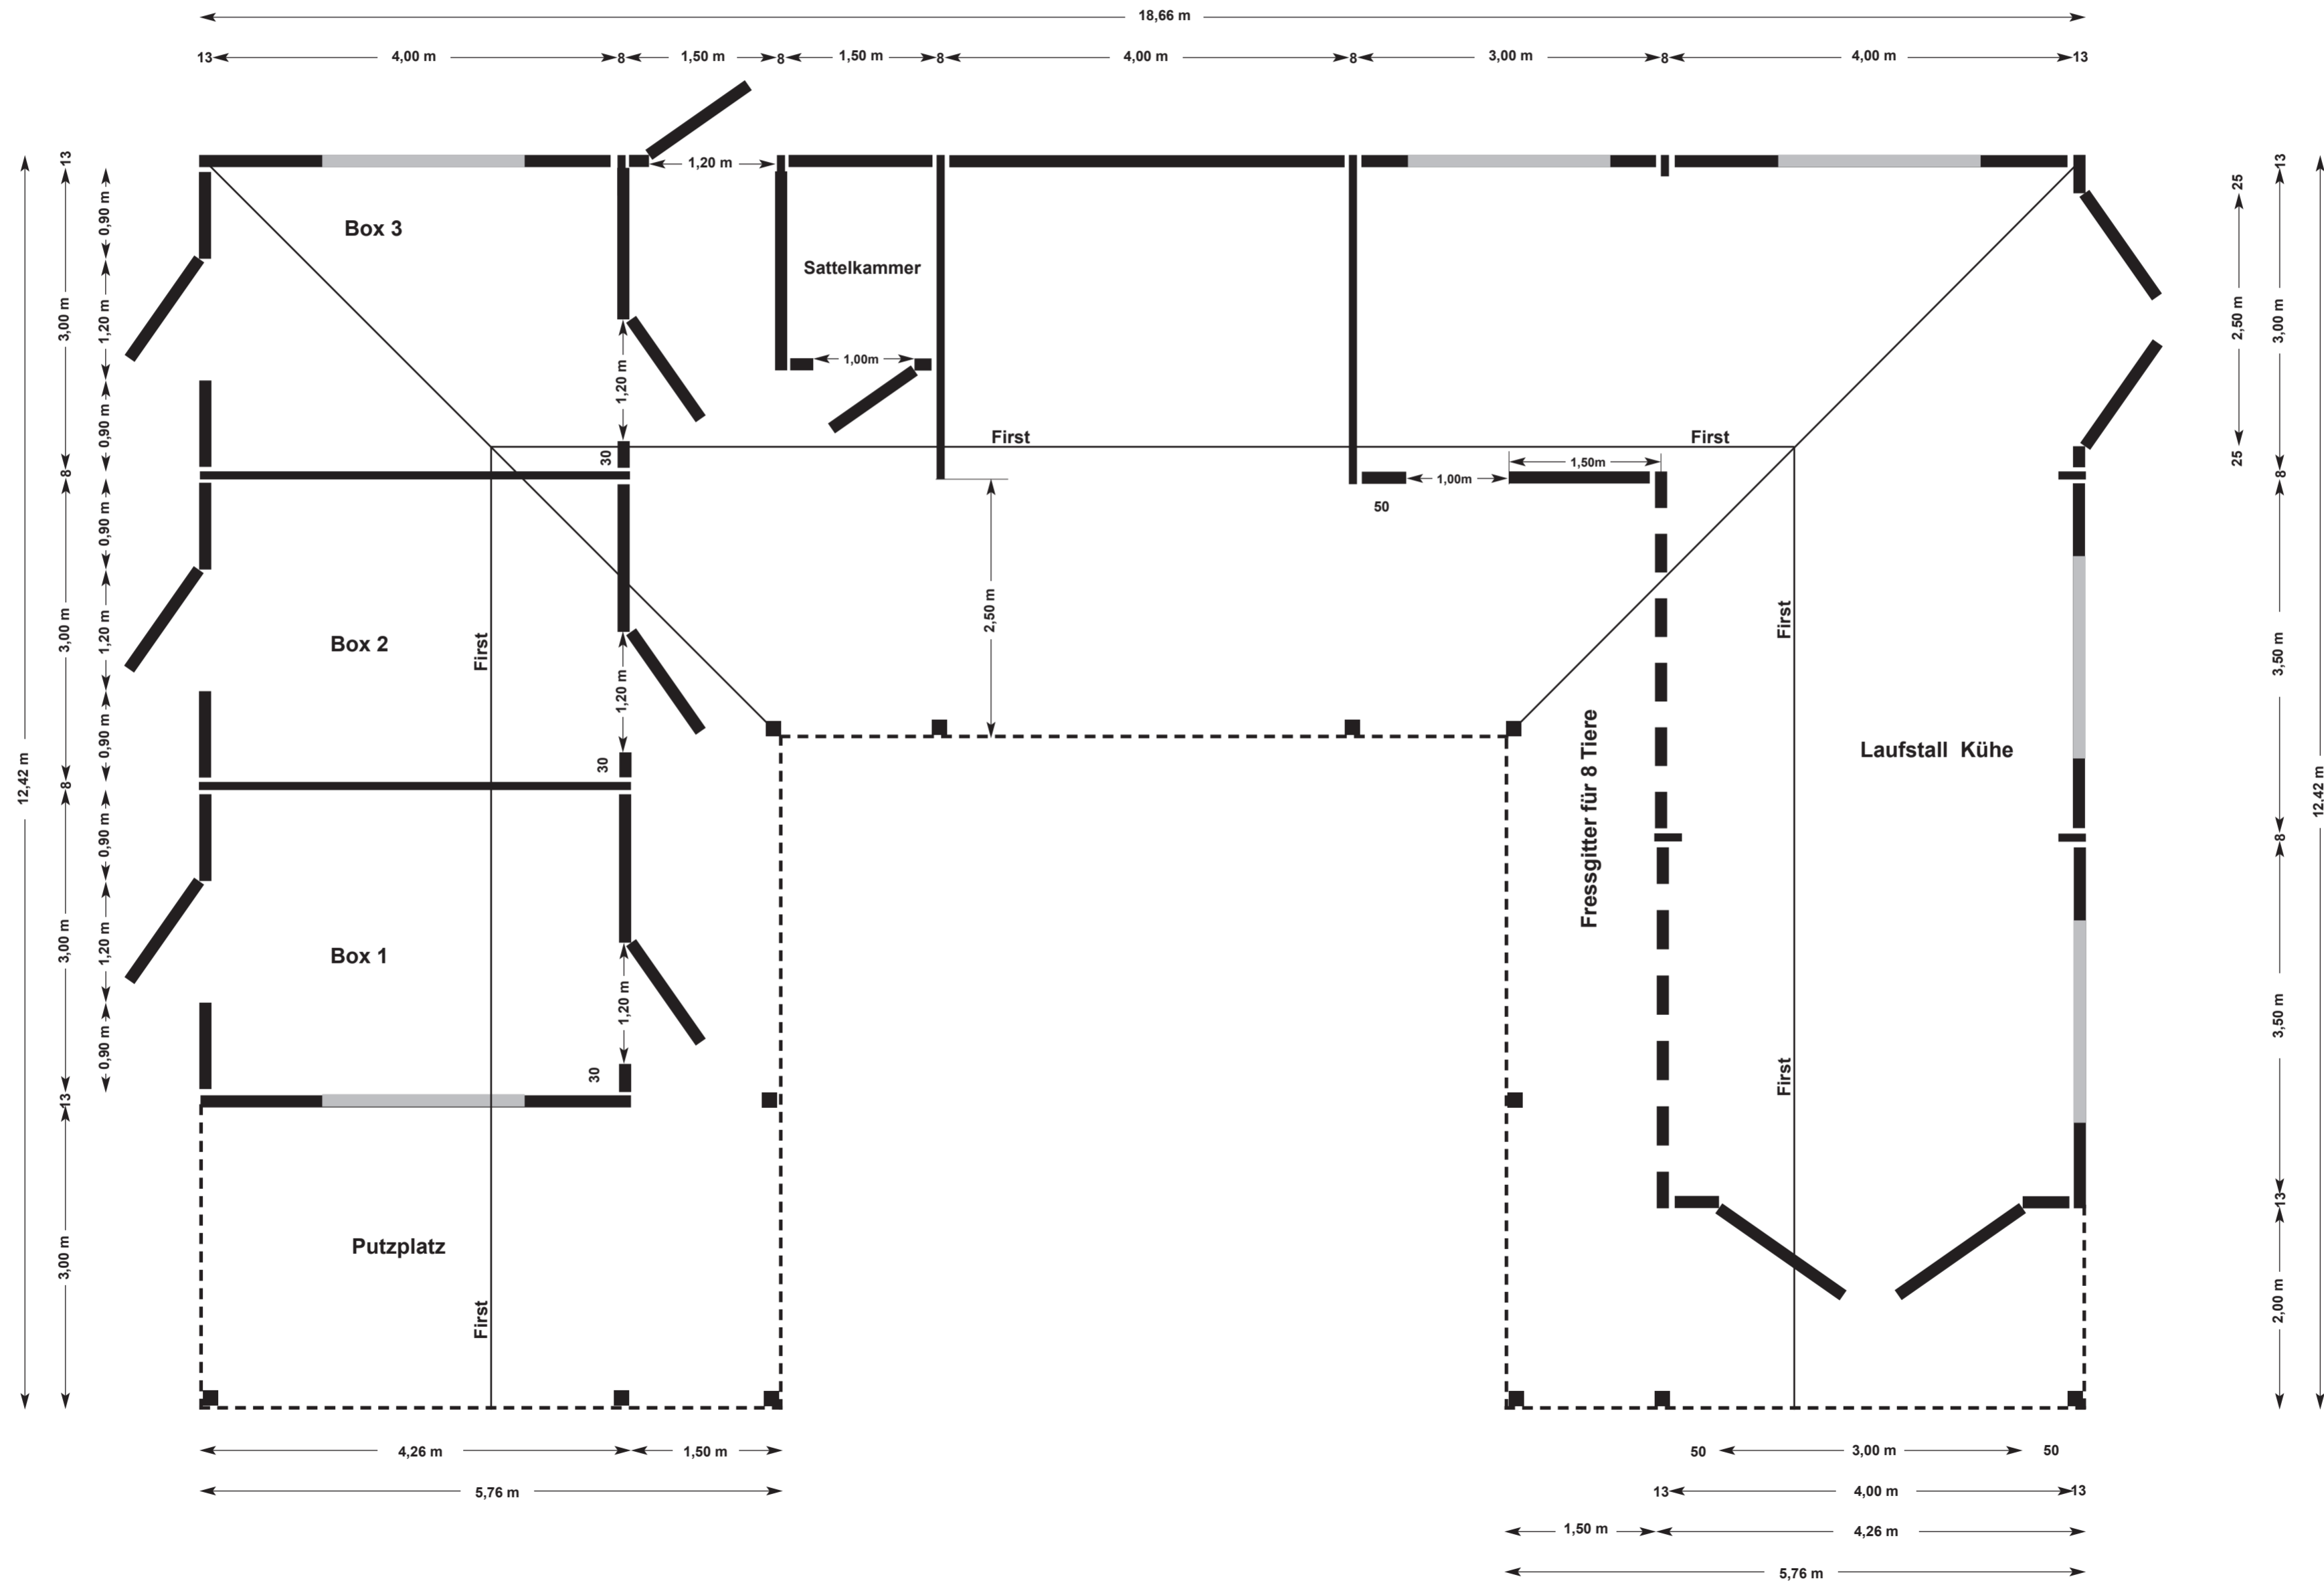 18,66 m
13 4,00 m 8 1,50 m 8 1,50 m 8 4,00 m 8 3,00 m 8 4,00 m 13
13 1,20 m 13
0,90 m 25
Box 3
Sattelkammer
3,00 m 1,20 m 2,50 m 3,00 m
1,00m
1,20 m
0,90 m First First
30 1,50m 25
8 1,00m 8
50
0,90 m
2,50 m First
3,00 m 1,20 m Box 2 First 3,50 m
1,20 m
0,90 m 30 Laufstall Kühe
12,42 m 8 12,42 m
Fressgitter für 8 Tiere
0,90 m 8
3,00 m 1,20 m Box 1
1,20 m 3,50 m
0,90 m 30 First
13
13
3,00 m Putzplatz
First 2,00 m
4,26 m 1,50 m 50 3,00 m 50
5,76 m 13 4,00 m 13
1,50 m 4,26 m
5,76 m